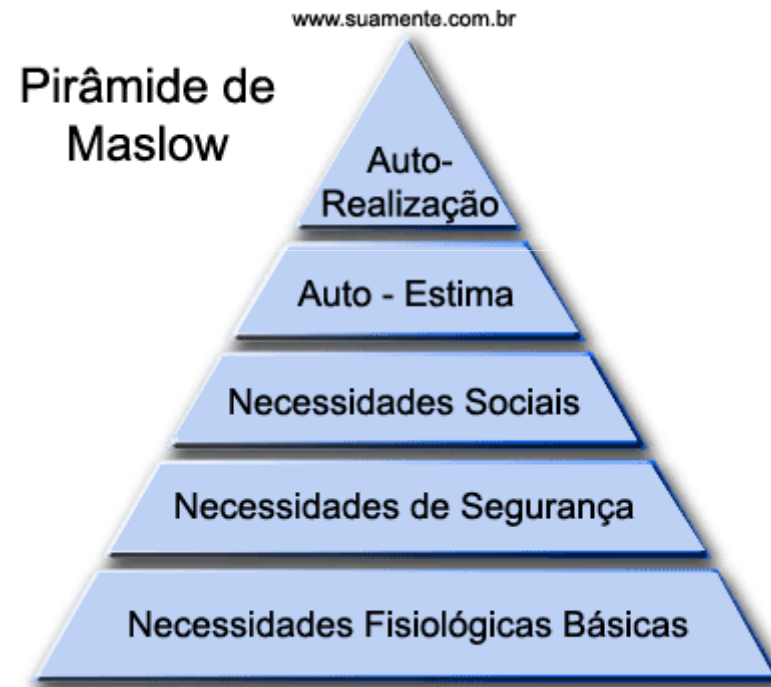 www.suamente.com.br
Pirâmide de
Maslow
Auto-
Realização
Auto - Estima
Necessidades Sociais
Necessidades de Segurança
Necessidades Fisiológicas Básicas